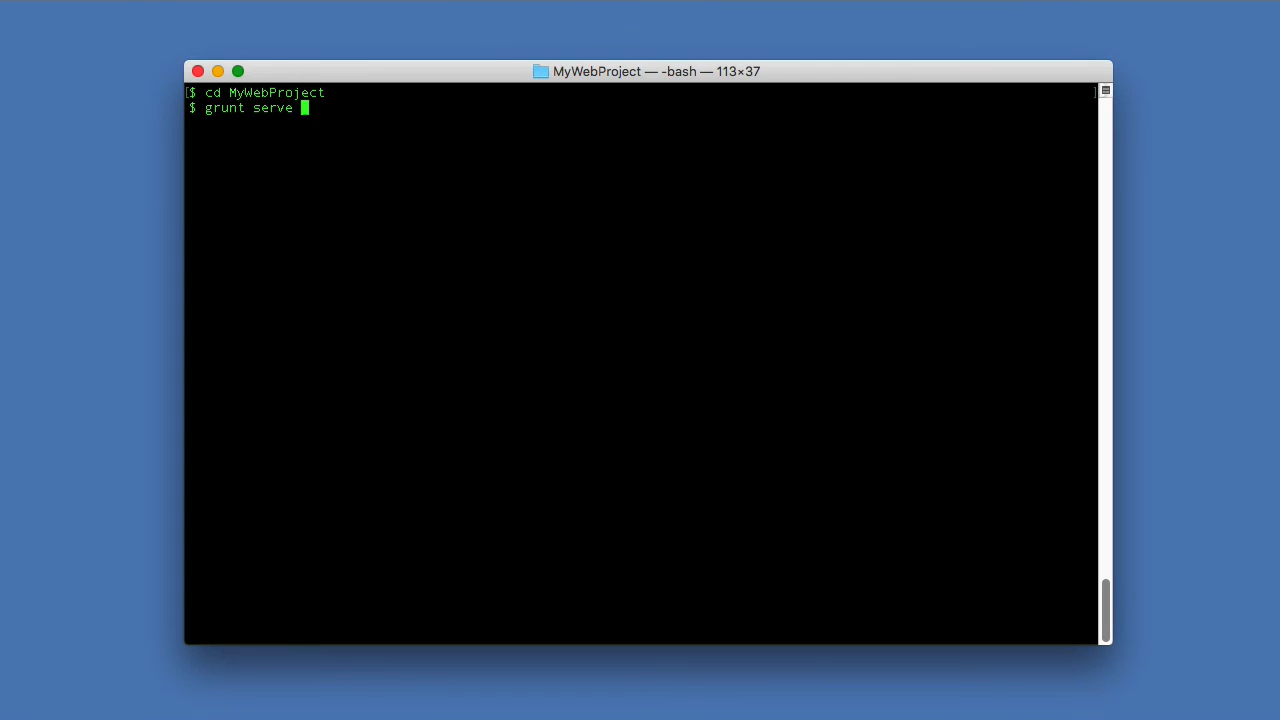 MyWebProject — -bash — 113×37
[$ cd MyWebProject ]
$ grunt serve